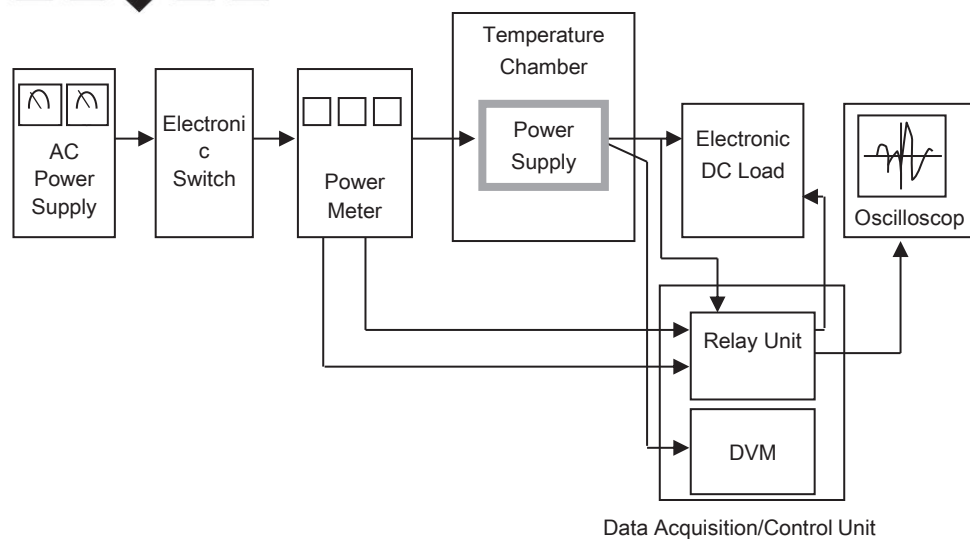 Temperature
Chamber
AC
Power
Supply
Electroni
c
Switch
Power
Meter
Power
Supply
Electronic
DC Load
Oscilloscop
Relay Unit
DVM
Data Acquisition/Control Unit